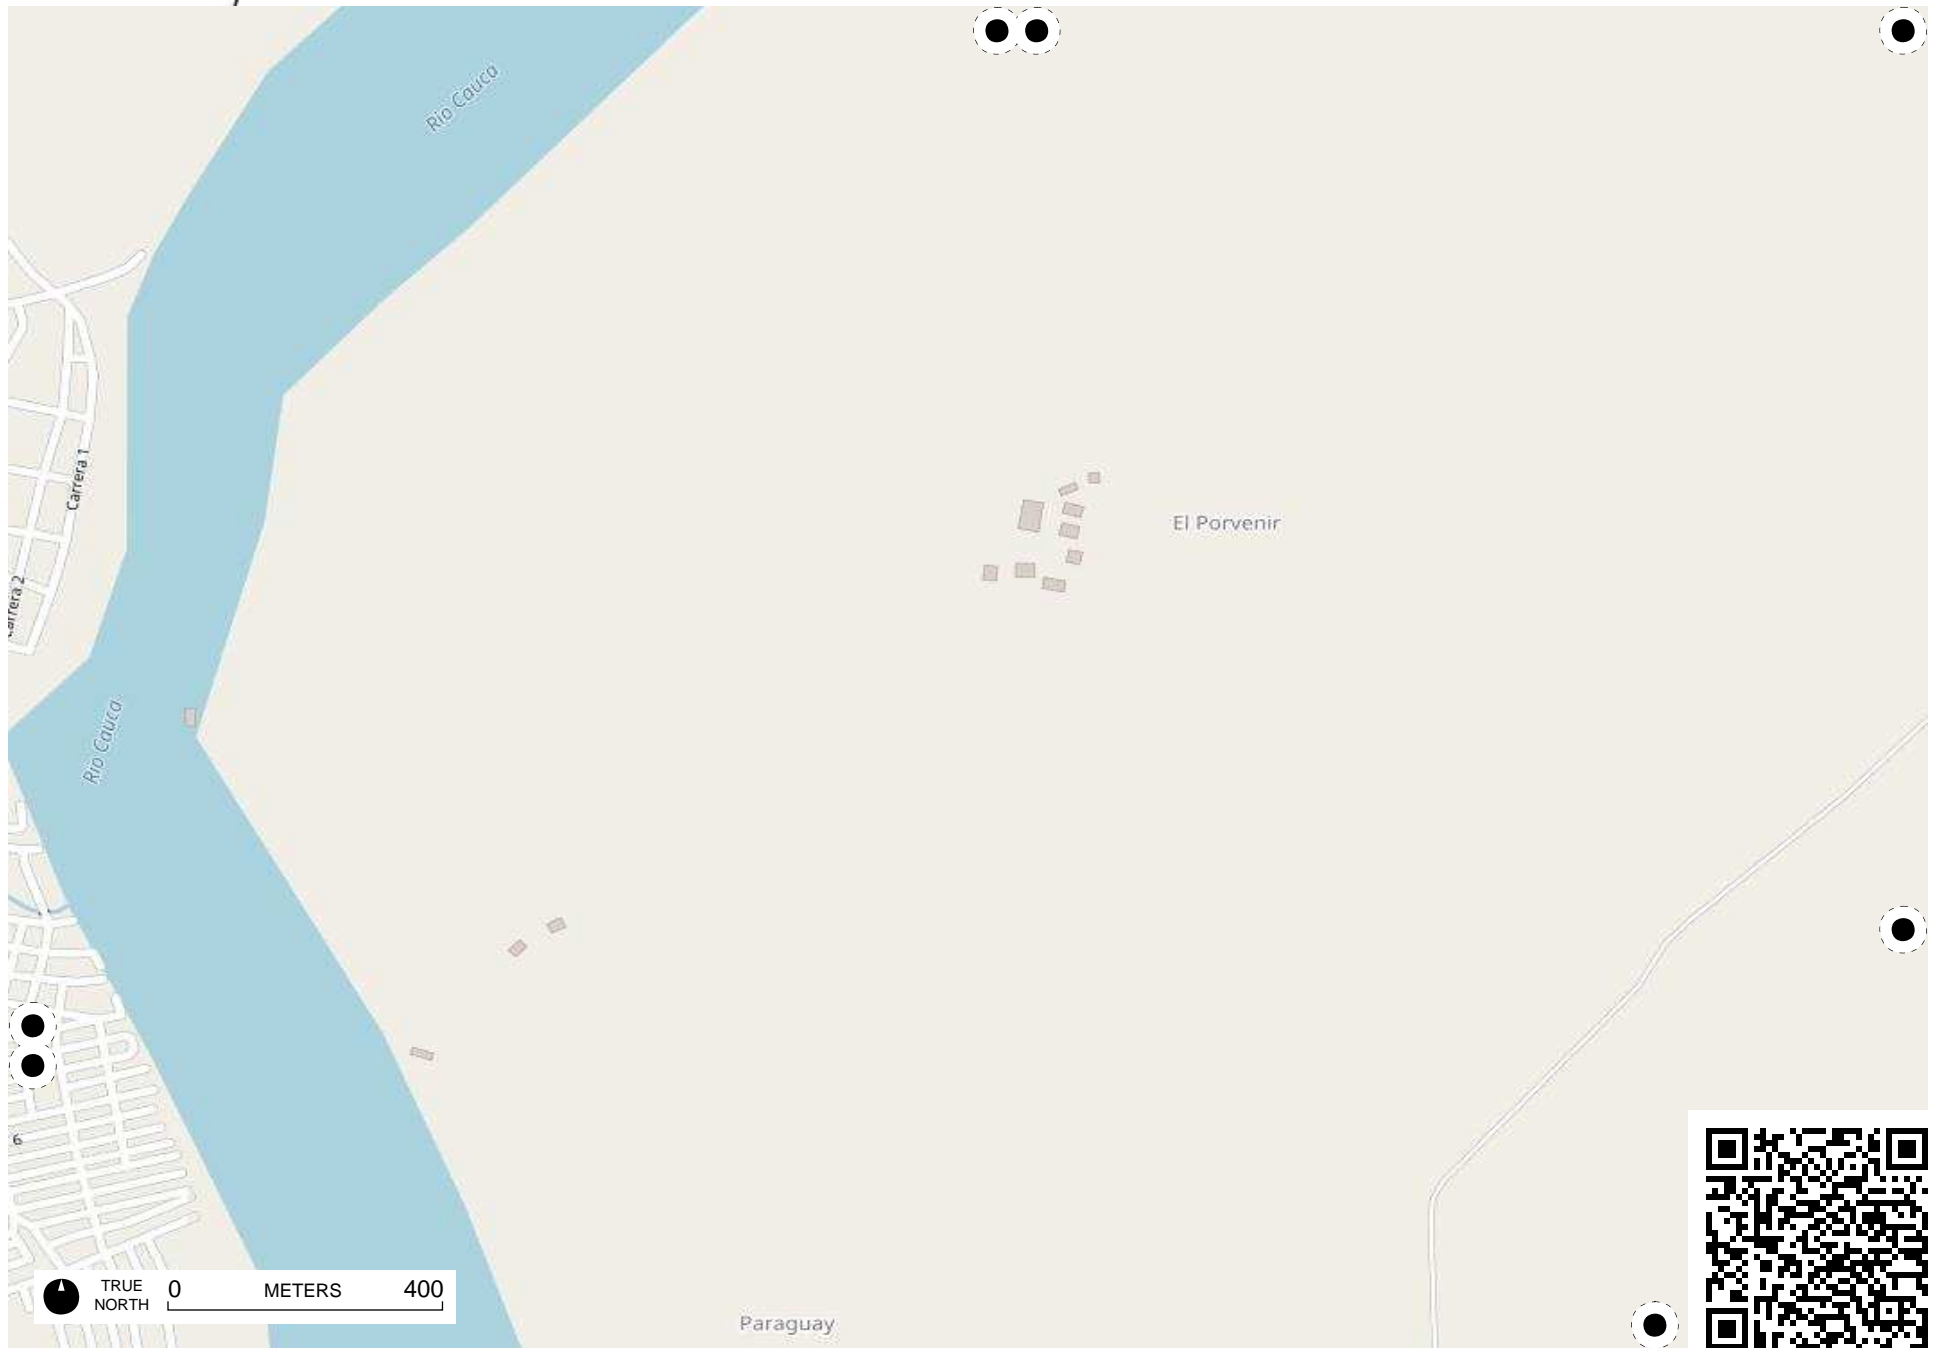 Rio Cauca
Carrera 1
El Porvenir
Carrera 2
Rio Cauca
6
TRUE NORTH
0 METERS 400
Paraguay